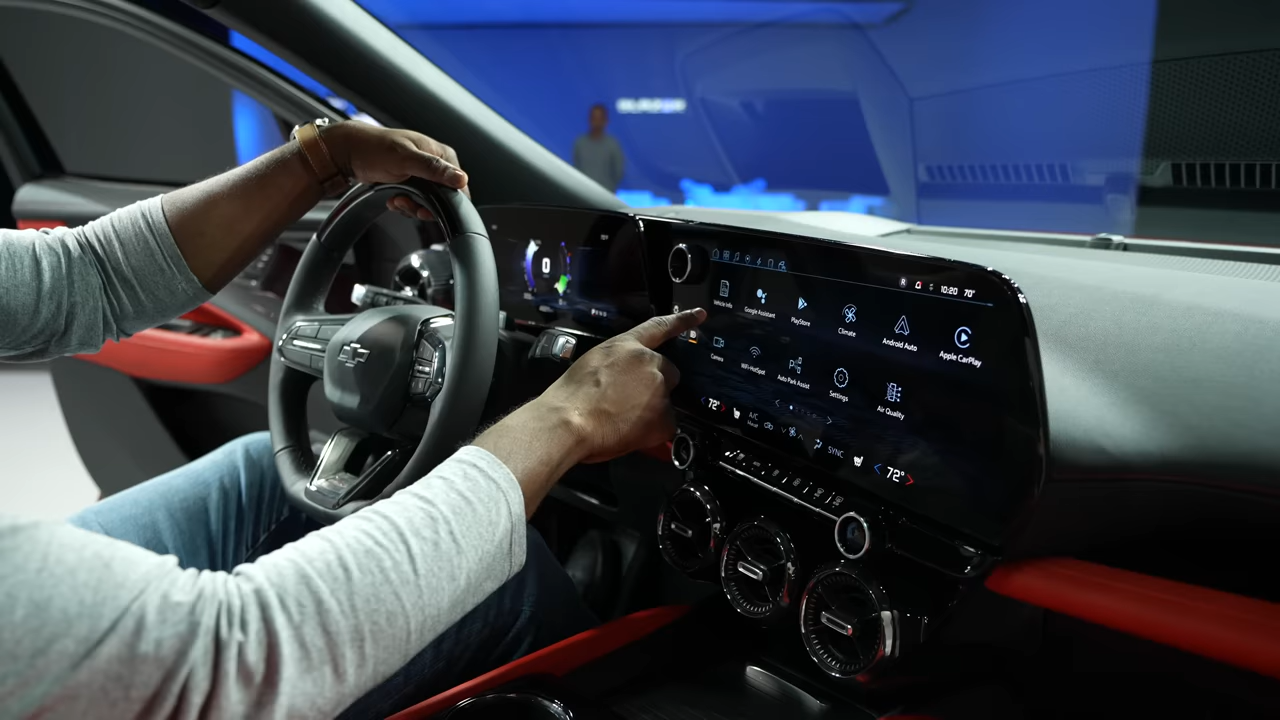 0
R 10:20 70°
Vehicle Info Google Assistant PlayStore Climate Android Auto Apple CarPlay
Camera WiFi HotSpot Auto Park Assist Settings Air Quality
72° A/C SYNC 72°